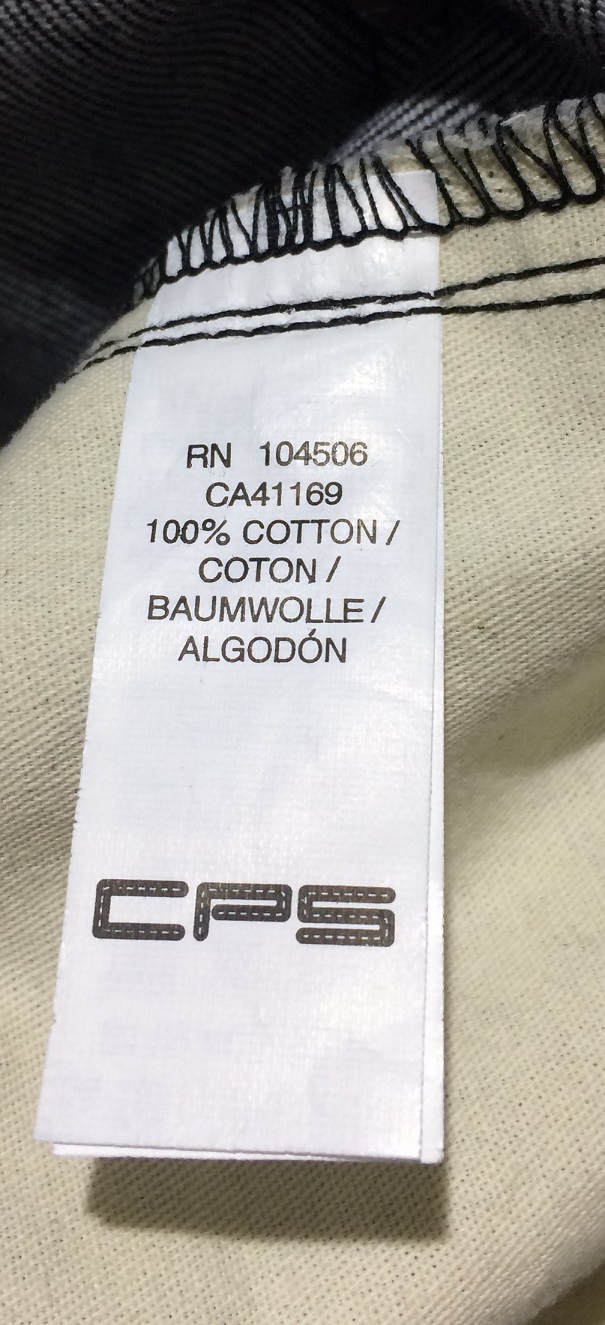 RN 104506
CA41169
100% COTTON /
COTON /
BAUMWOLLE /
ALGODÓN
CPS